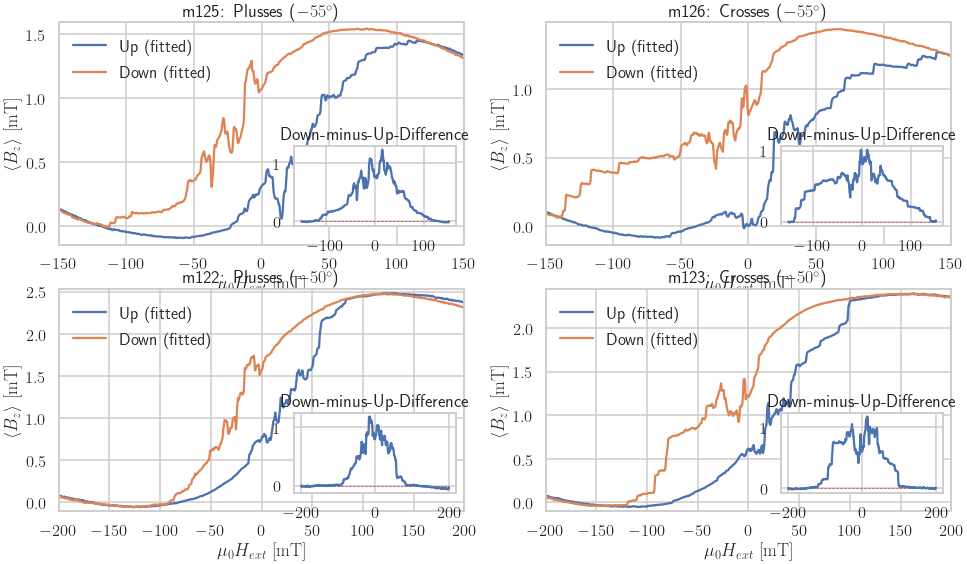 m125: Plusses (−55°)
Up (fitted)
Down (fitted)
⟨B_z⟩ [mT]
0.0
0.5
1.0
1.5
−150
−100
−50
0
50
100
150
μ₀H_ext [mT]
Down-minus-Up-Difference
1
0
−100
0
100
m126: Crosses (−55°)
Up (fitted)
Down (fitted)
⟨B_z⟩ [mT]
0.0
0.5
1.0
−150
−100
−50
0
50
100
150
μ₀H_ext [mT]
Down-minus-Up-Difference
1
0
−100
0
100
m122: Plusses (−50°)
Up (fitted)
Down (fitted)
⟨B_z⟩ [mT]
0.0
0.5
1.0
1.5
2.0
2.5
−200
−150
−100
−50
0
50
100
150
200
μ₀H_ext [mT]
Down-minus-Up-Difference
1
0
−200
0
200
m123: Crosses (−50°)
Up (fitted)
Down (fitted)
⟨B_z⟩ [mT]
0.0
0.5
1.0
1.5
2.0
−200
−150
−100
−50
0
50
100
150
200
μ₀H_ext [mT]
Down-minus-Up-Difference
1
0
−200
0
200